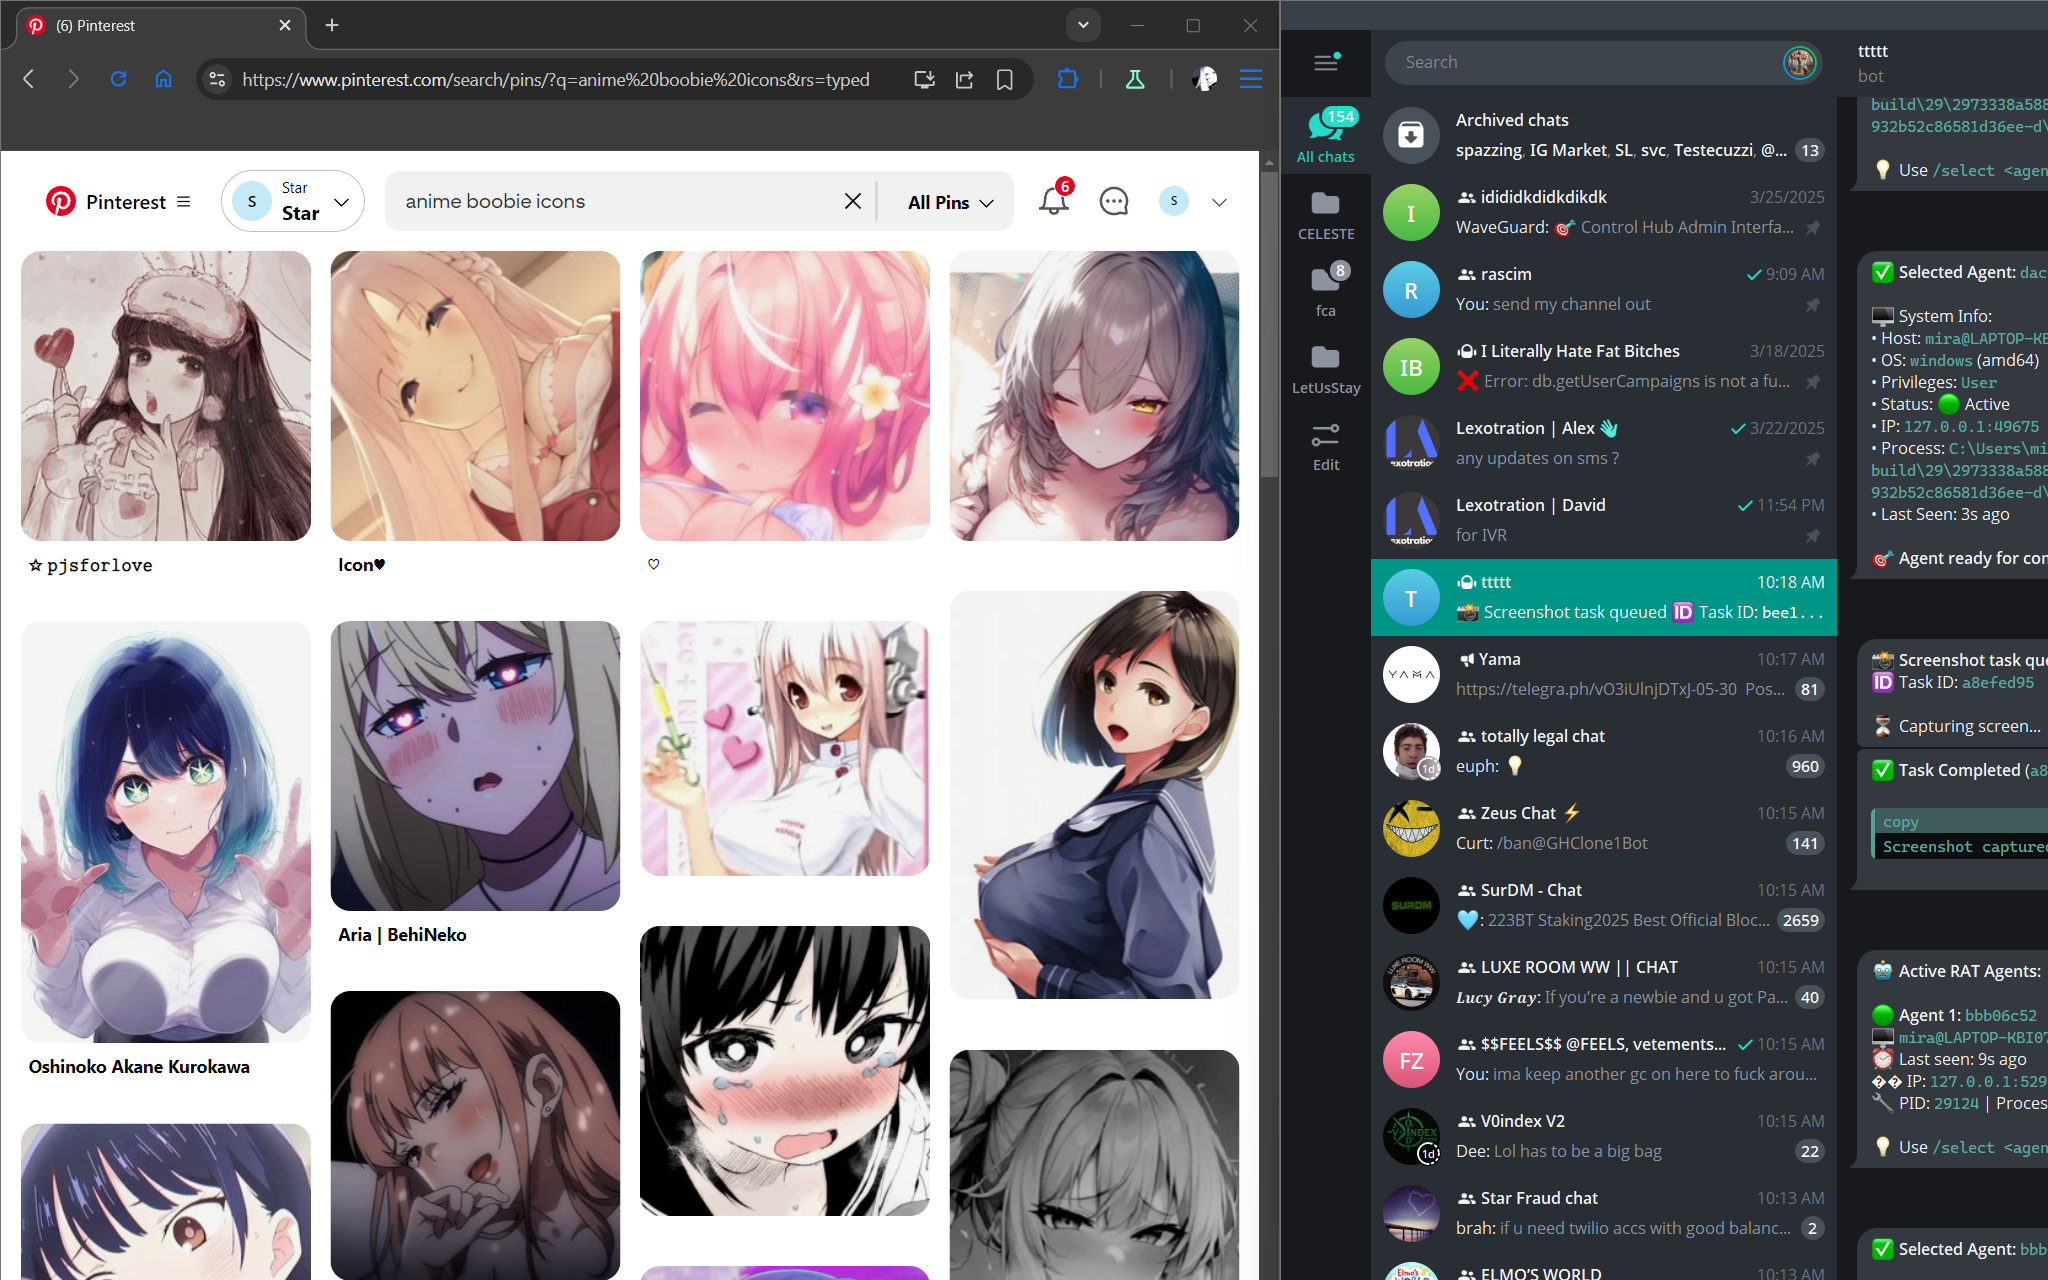 (6) Pinterest
https://www.pinterest.com/search/pins/?q=anime%20boobie%20icons&rs=typed
Pinterest
S
Star
Star
anime boobie icons
All Pins
6
S
☆pjsforlove
Icon♥
♡
Oshinoko Akane Kurokawa
Aria | BehiNeko
154
All chats
CELESTE
8
fca
LetUsStay
Edit
Search
Archived chats
spazzing, IG Market, SL, svc, Testecuzzi, @...
13
I
idididkdidkdikdk
3/25/2025
WaveGuard: 🎯 Control Hub Admin Interfa...
R
rascim
9:09 AM
You: send my channel out
IB
I Literally Hate Fat Bitches
3/18/2025
❌ Error: db.getUserCampaigns is not a fu...
Lexotration | Alex 👋
3/22/2025
any updates on sms ?
Lexotration | David
11:54 PM
for IVR
T
ttttt
10:18 AM
📸 Screenshot task queued 🆔 Task ID: bee1...
YAMA
Yama
10:17 AM
https://telegra.ph/vO3iUlnjDTxJ-05-30 Pos...
81
1d
totally legal chat
10:16 AM
euph: 💡
960
Zeus Chat ⚡
10:15 AM
Curt: /ban@GHClone1Bot
141
SURDM
SurDM - Chat
10:15 AM
🩵: 223BT Staking2025 Best Official Bloc...
2659
LUXE ROOM WW || CHAT
10:15 AM
Lucy Gray: If you're a newbie and u got Pa...
40
FZ
$$FEELS$$ @FEELS, vetements...
10:15 AM
You: ima keep another gc on here to fuck arou...
1d
V0index V2
10:15 AM
Dee: Lol has to be a big bag
22
Star Fraud chat
10:13 AM
brah: if u need twilio accs with good balanc...
2
ELMO'S WORLD
10:13 AM
ttttt
bot
build\29\2973338a588
932b52c86581d36ee-d\
💡 Use /select <agen
✅ Selected Agent: dac
🖥️ System Info:
• Host: mira@LAPTOP-KB
• OS: windows (amd64)
• Privileges: User
• Status: 🟢 Active
• IP: 127.0.0.1:49675
• Process: C:\Users\mi
build\29\2973338a588
932b52c86581d36ee-d\
• Last Seen: 3s ago
🎯 Agent ready for com
📸 Screenshot task que
🆔 Task ID: a8efed95
⏳ Capturing screen...
✅ Task Completed (a8
copy
Screenshot captured
🤖 Active RAT Agents:
🟢 Agent 1: bbb06c52
🖥️ mira@LAPTOP-KBI07
⏰ Last seen: 9s ago
�� IP: 127.0.0.1:529
🔧 PID: 29124 | Proces
💡 Use /select <agen
✅ Selected Agent: bbb